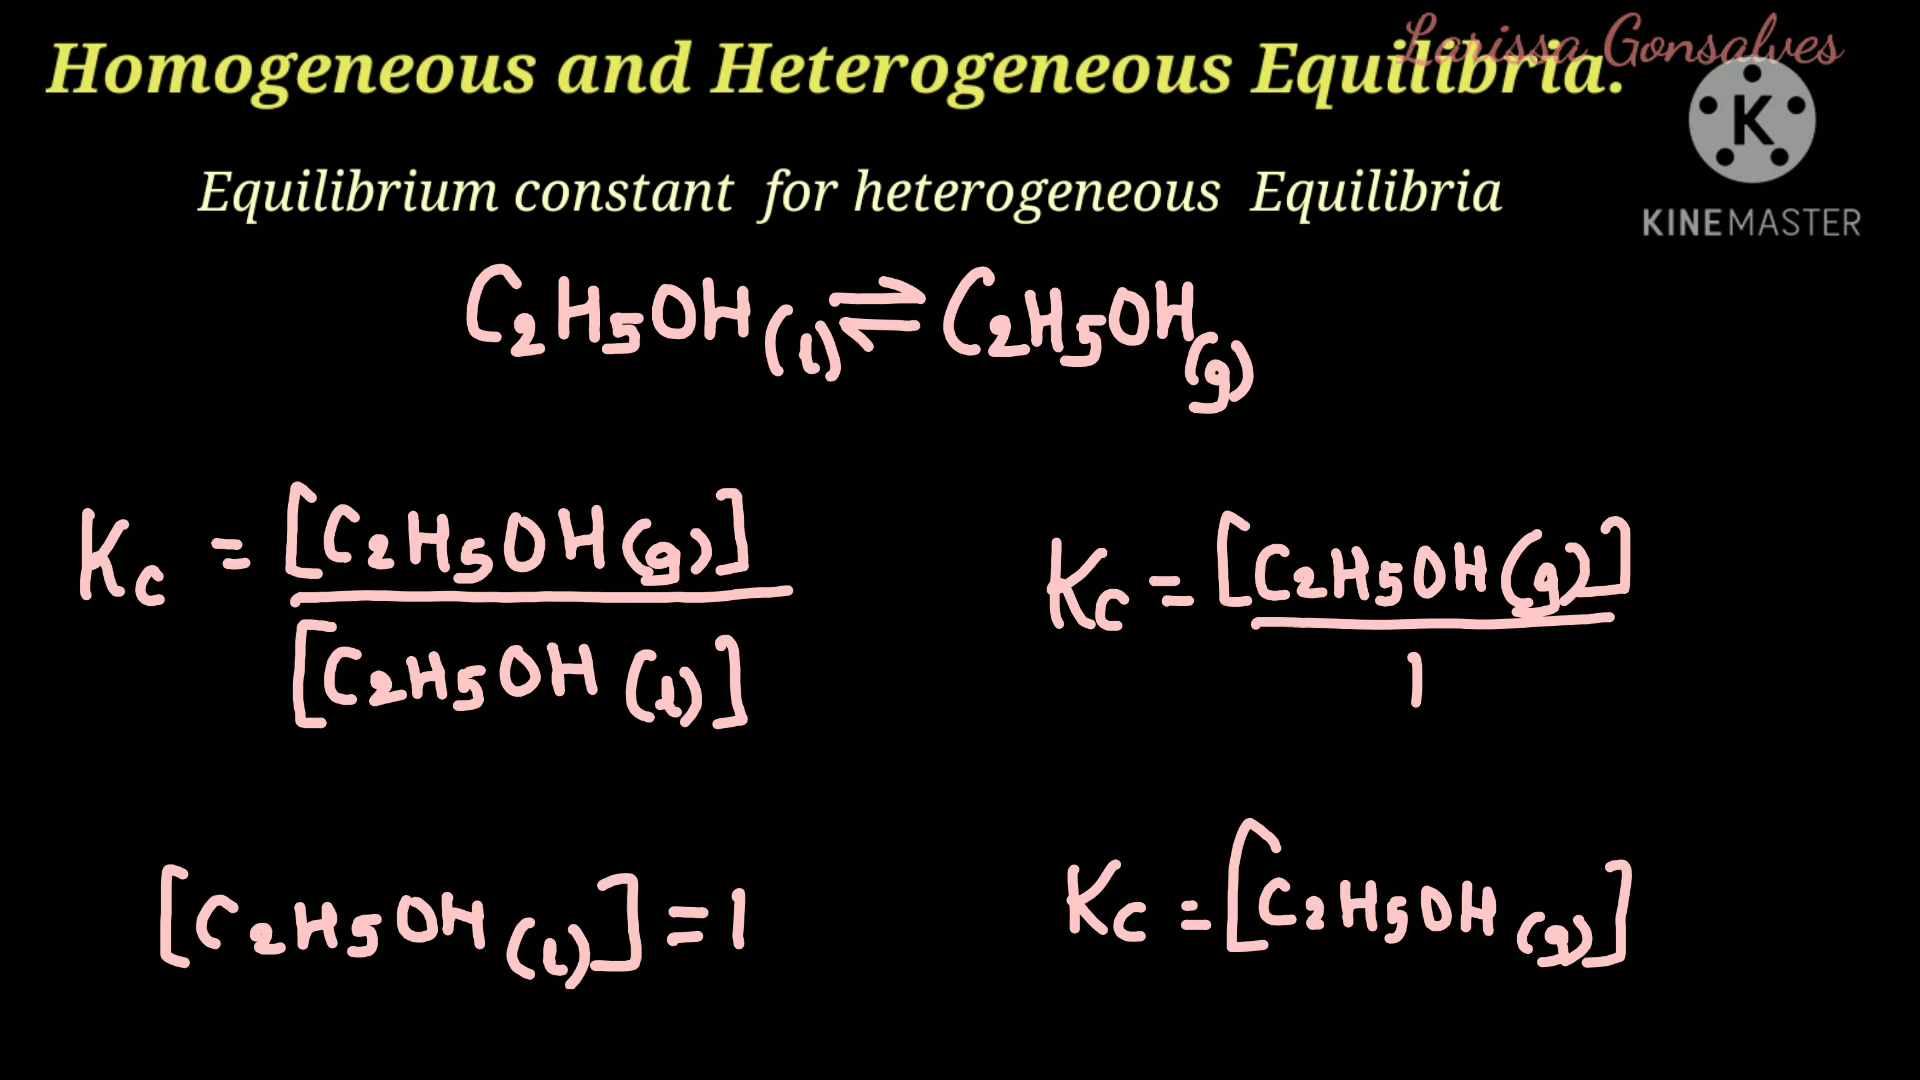 Larissa Gonsalves
Homogeneous and Heterogeneous Equilibria.
K
KINEMASTER
Equilibrium constant for heterogeneous Equilibria
C₂H₅OH(l) ⇌ C₂H₅OH(g)
Kc = [C₂H₅OH(g)]
[C₂H₅OH(l)]
Kc = [C₂H₅OH(g)]
1
[C₂H₅OH(l)] = 1
Kc = [C₂H₅OH(g)]